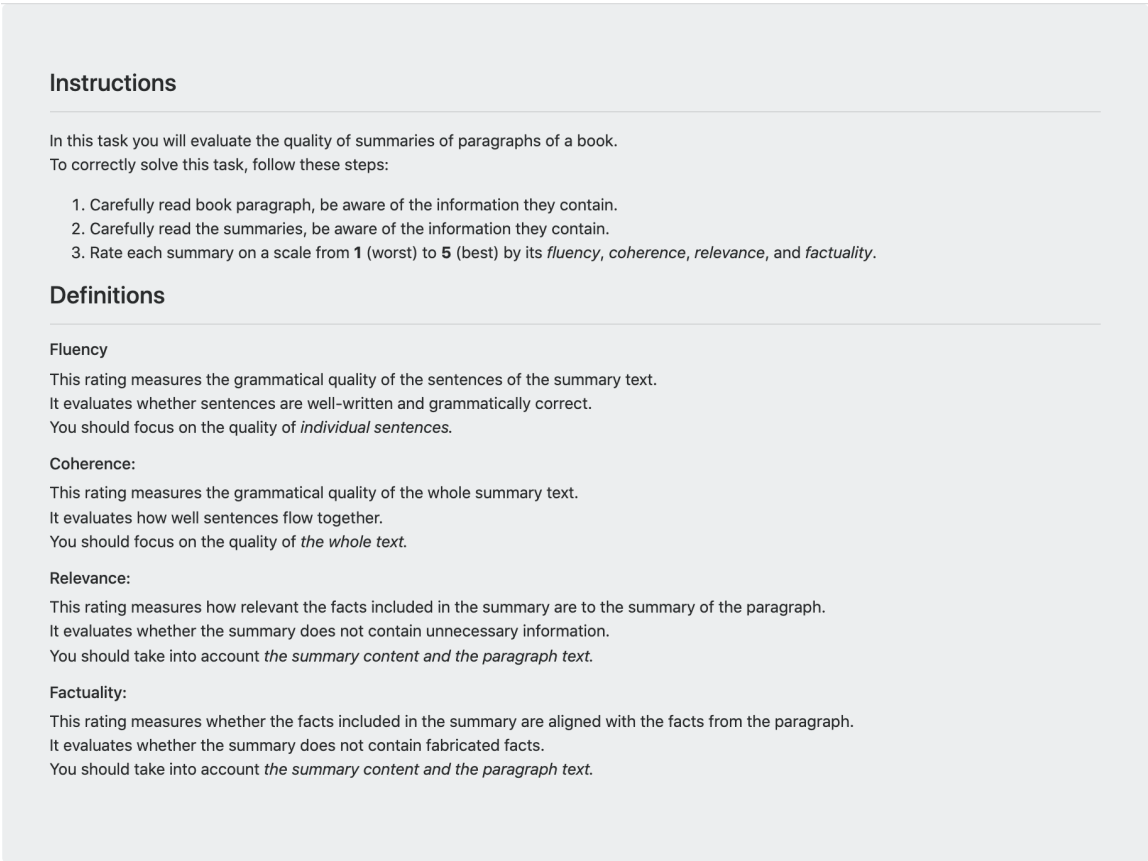 Instructions
In this task you will evaluate the quality of summaries of paragraphs of a book.
To correctly solve this task, follow these steps:
1. Carefully read book paragraph, be aware of the information they contain.
2. Carefully read the summaries, be aware of the information they contain.
3. Rate each summary on a scale from 1 (worst) to 5 (best) by its fluency, coherence, relevance, and factuality.
Definitions
Fluency
This rating measures the grammatical quality of the sentences of the summary text.
It evaluates whether sentences are well-written and grammatically correct.
You should focus on the quality of individual sentences.
Coherence:
This rating measures the grammatical quality of the whole summary text.
It evaluates how well sentences flow together.
You should focus on the quality of the whole text.
Relevance:
This rating measures how relevant the facts included in the summary are to the summary of the paragraph.
It evaluates whether the summary does not contain unnecessary information.
You should take into account the summary content and the paragraph text.
Factuality:
This rating measures whether the facts included in the summary are aligned with the facts from the paragraph.
It evaluates whether the summary does not contain fabricated facts.
You should take into account the summary content and the paragraph text.